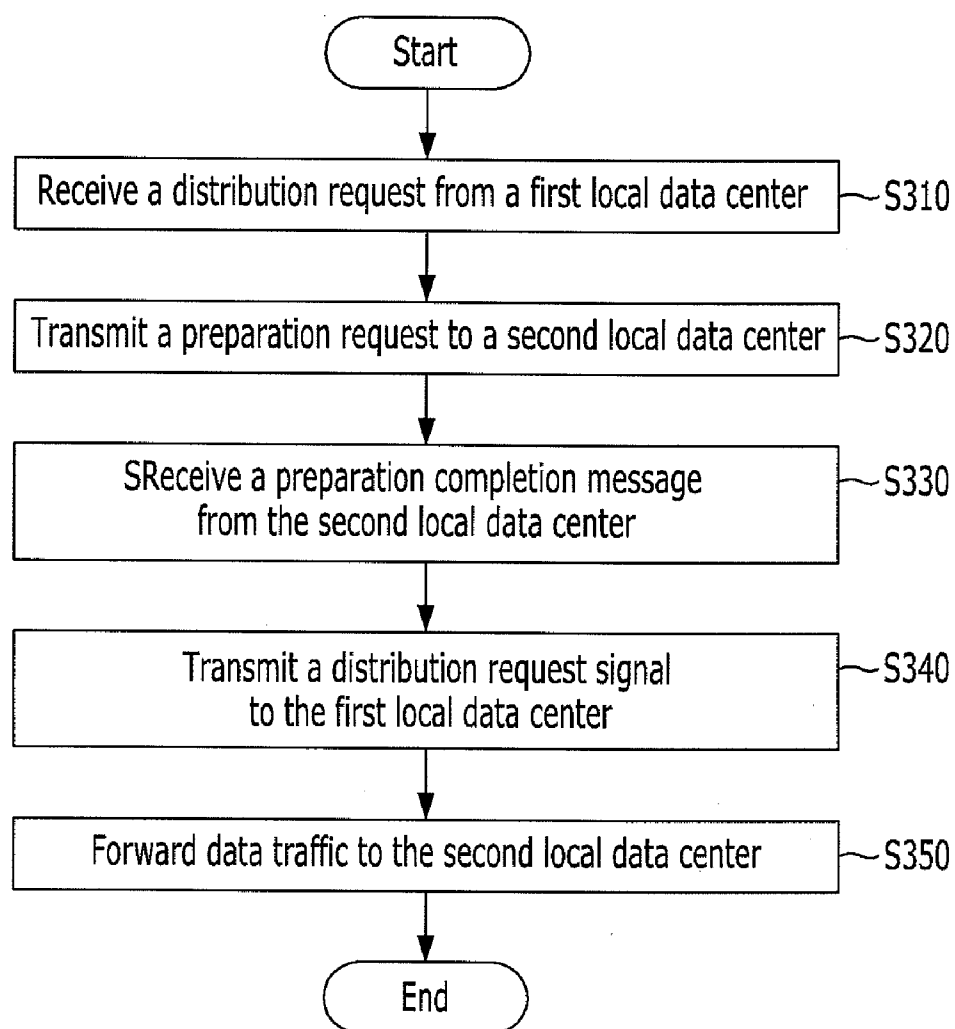 Start
Receive a distribution request from a first local data center
S310
Transmit a preparation request to a second local data center
S320
SReceive a preparation completion message
from the second local data center
S330
Transmit a distribution request signal
to the first local data center
S340
Forward data traffic to the second local data center
S350
End